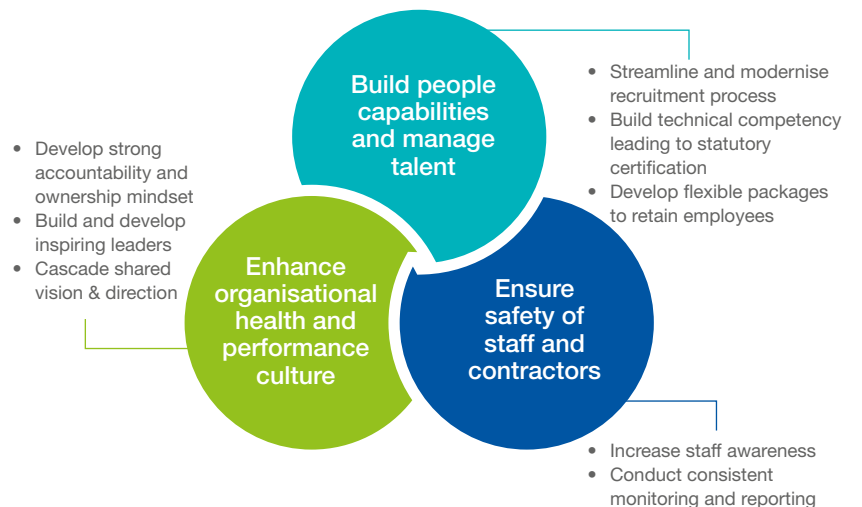 Build people
capabilities
and manage
talent
• Streamline and modernise
recruitment process
• Build technical competency
leading to statutory
certification
• Develop flexible packages
to retain employees
• Develop strong
accountability and
ownership mindset
• Build and develop
inspiring leaders
• Cascade shared
vision & direction
Enhance
organisational
health and
performance
culture
Ensure
safety of
staff and
contractors
• Increase staff awareness
• Conduct consistent
monitoring and reporting